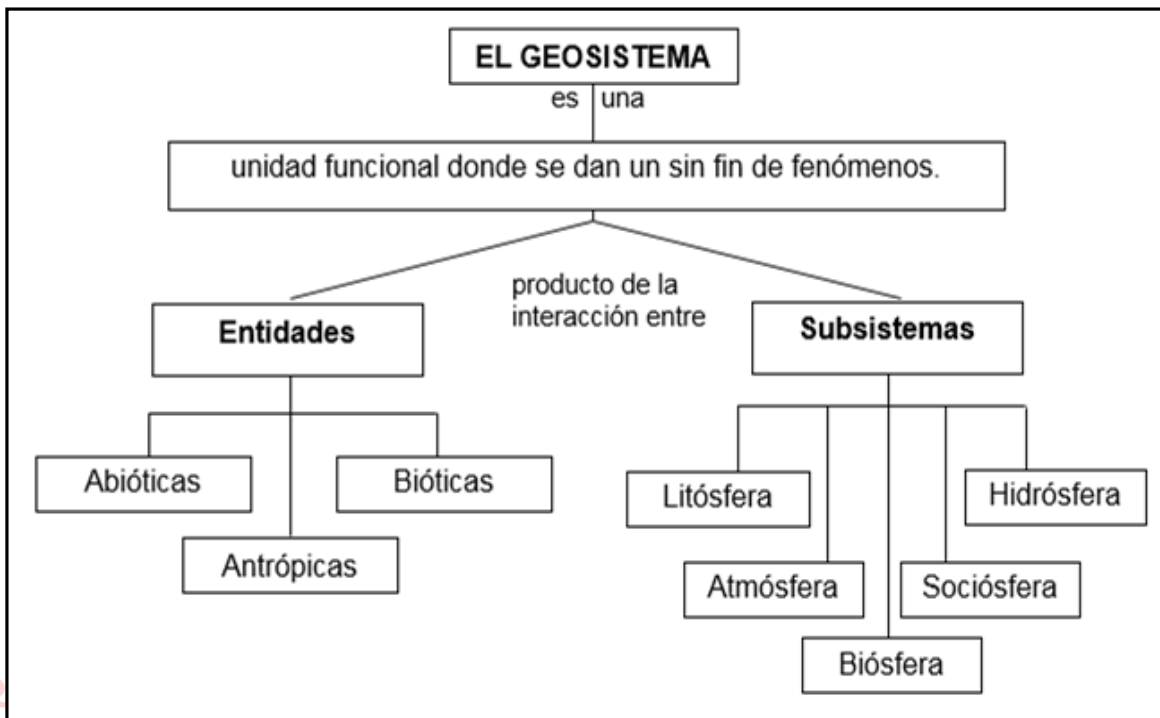 EL GEOSISTEMA
es una
unidad funcional donde se dan un sin fin de fenómenos.
producto de la
interacción entre
Entidades
Subsistemas
Abióticas
Bióticas
Antrópicas
Litósfera
Hidrósfera
Atmósfera
Sociósfera
Biósfera